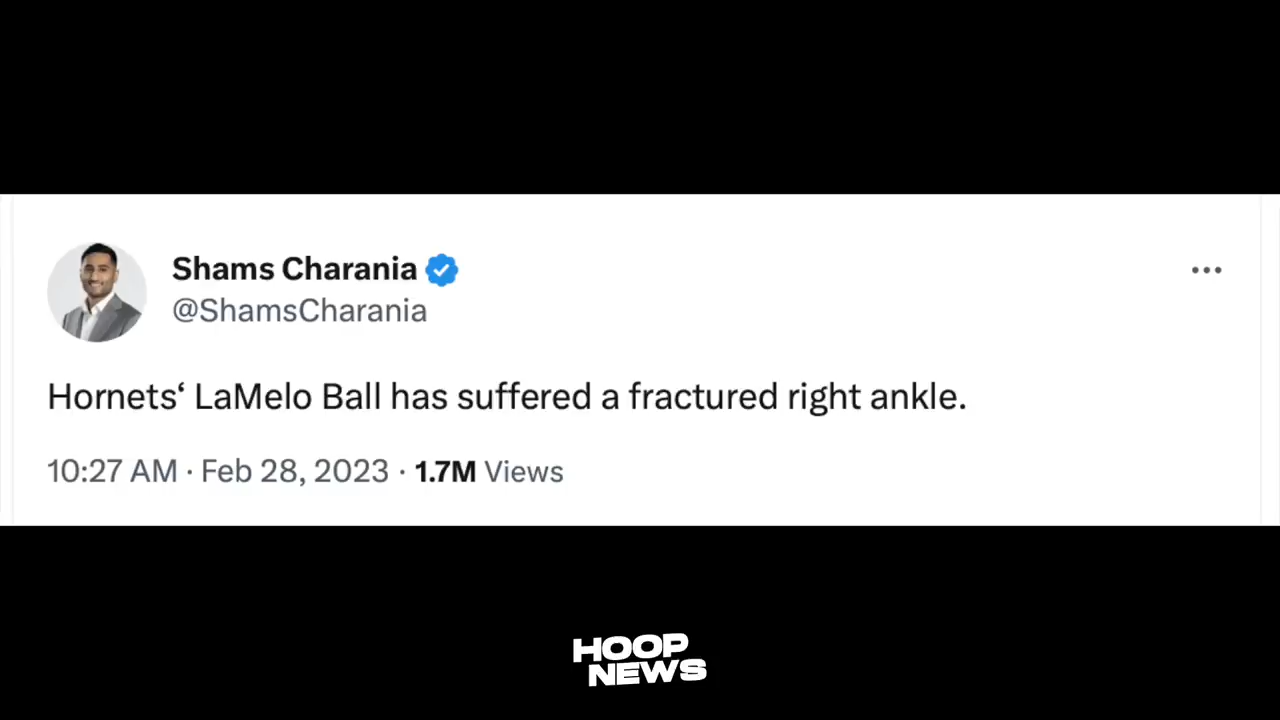 Shams Charania
@ShamsCharania
Hornets‘ LaMelo Ball has suffered a fractured right ankle.
10:27 AM · Feb 28, 2023 · 1.7M Views
HOOP
NEWS